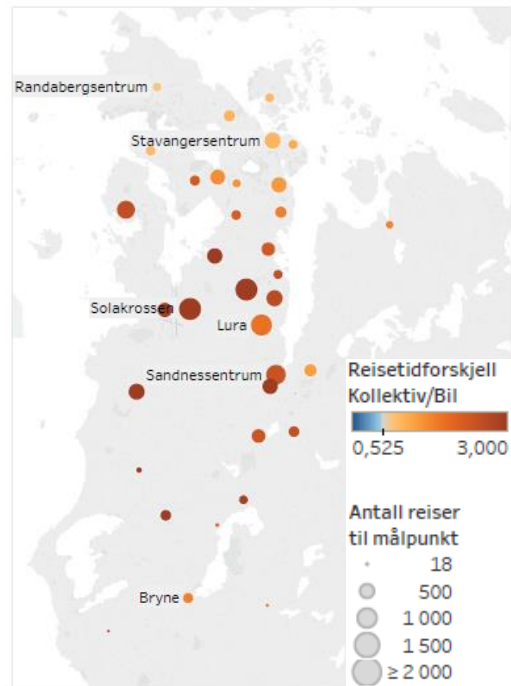 Randabergsentrum
Stavangersentrum
Solakrossen
Lura
Sandnessentrum
Bryne
Reisetidforskjell
Kollektiv/Bil
0,525 3,000
Antall reiser
til målpunkt
18
500
1 000
1 500
≥ 2 000